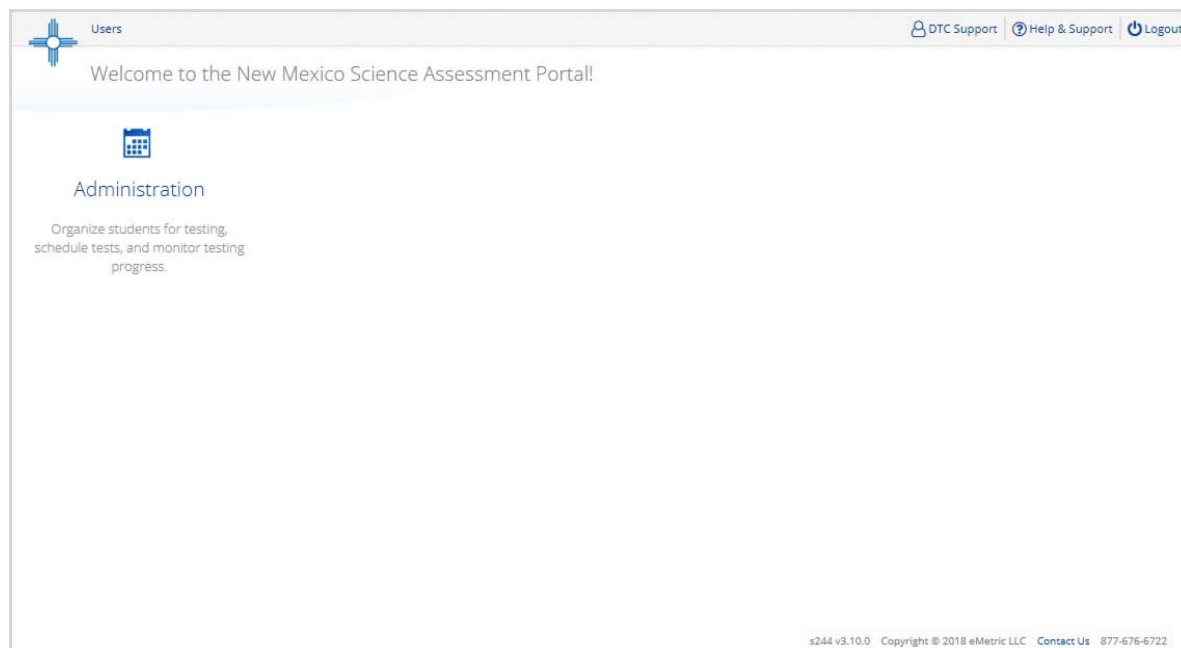 Users DTC Support Help & Support Logout
Welcome to the New Mexico Science Assessment Portal!
Administration
Organize students for testing,
schedule tests, and monitor testing
progress.
s244 v3.10.0 Copyright © 2018 eMetric LLC Contact Us 877-676-6722